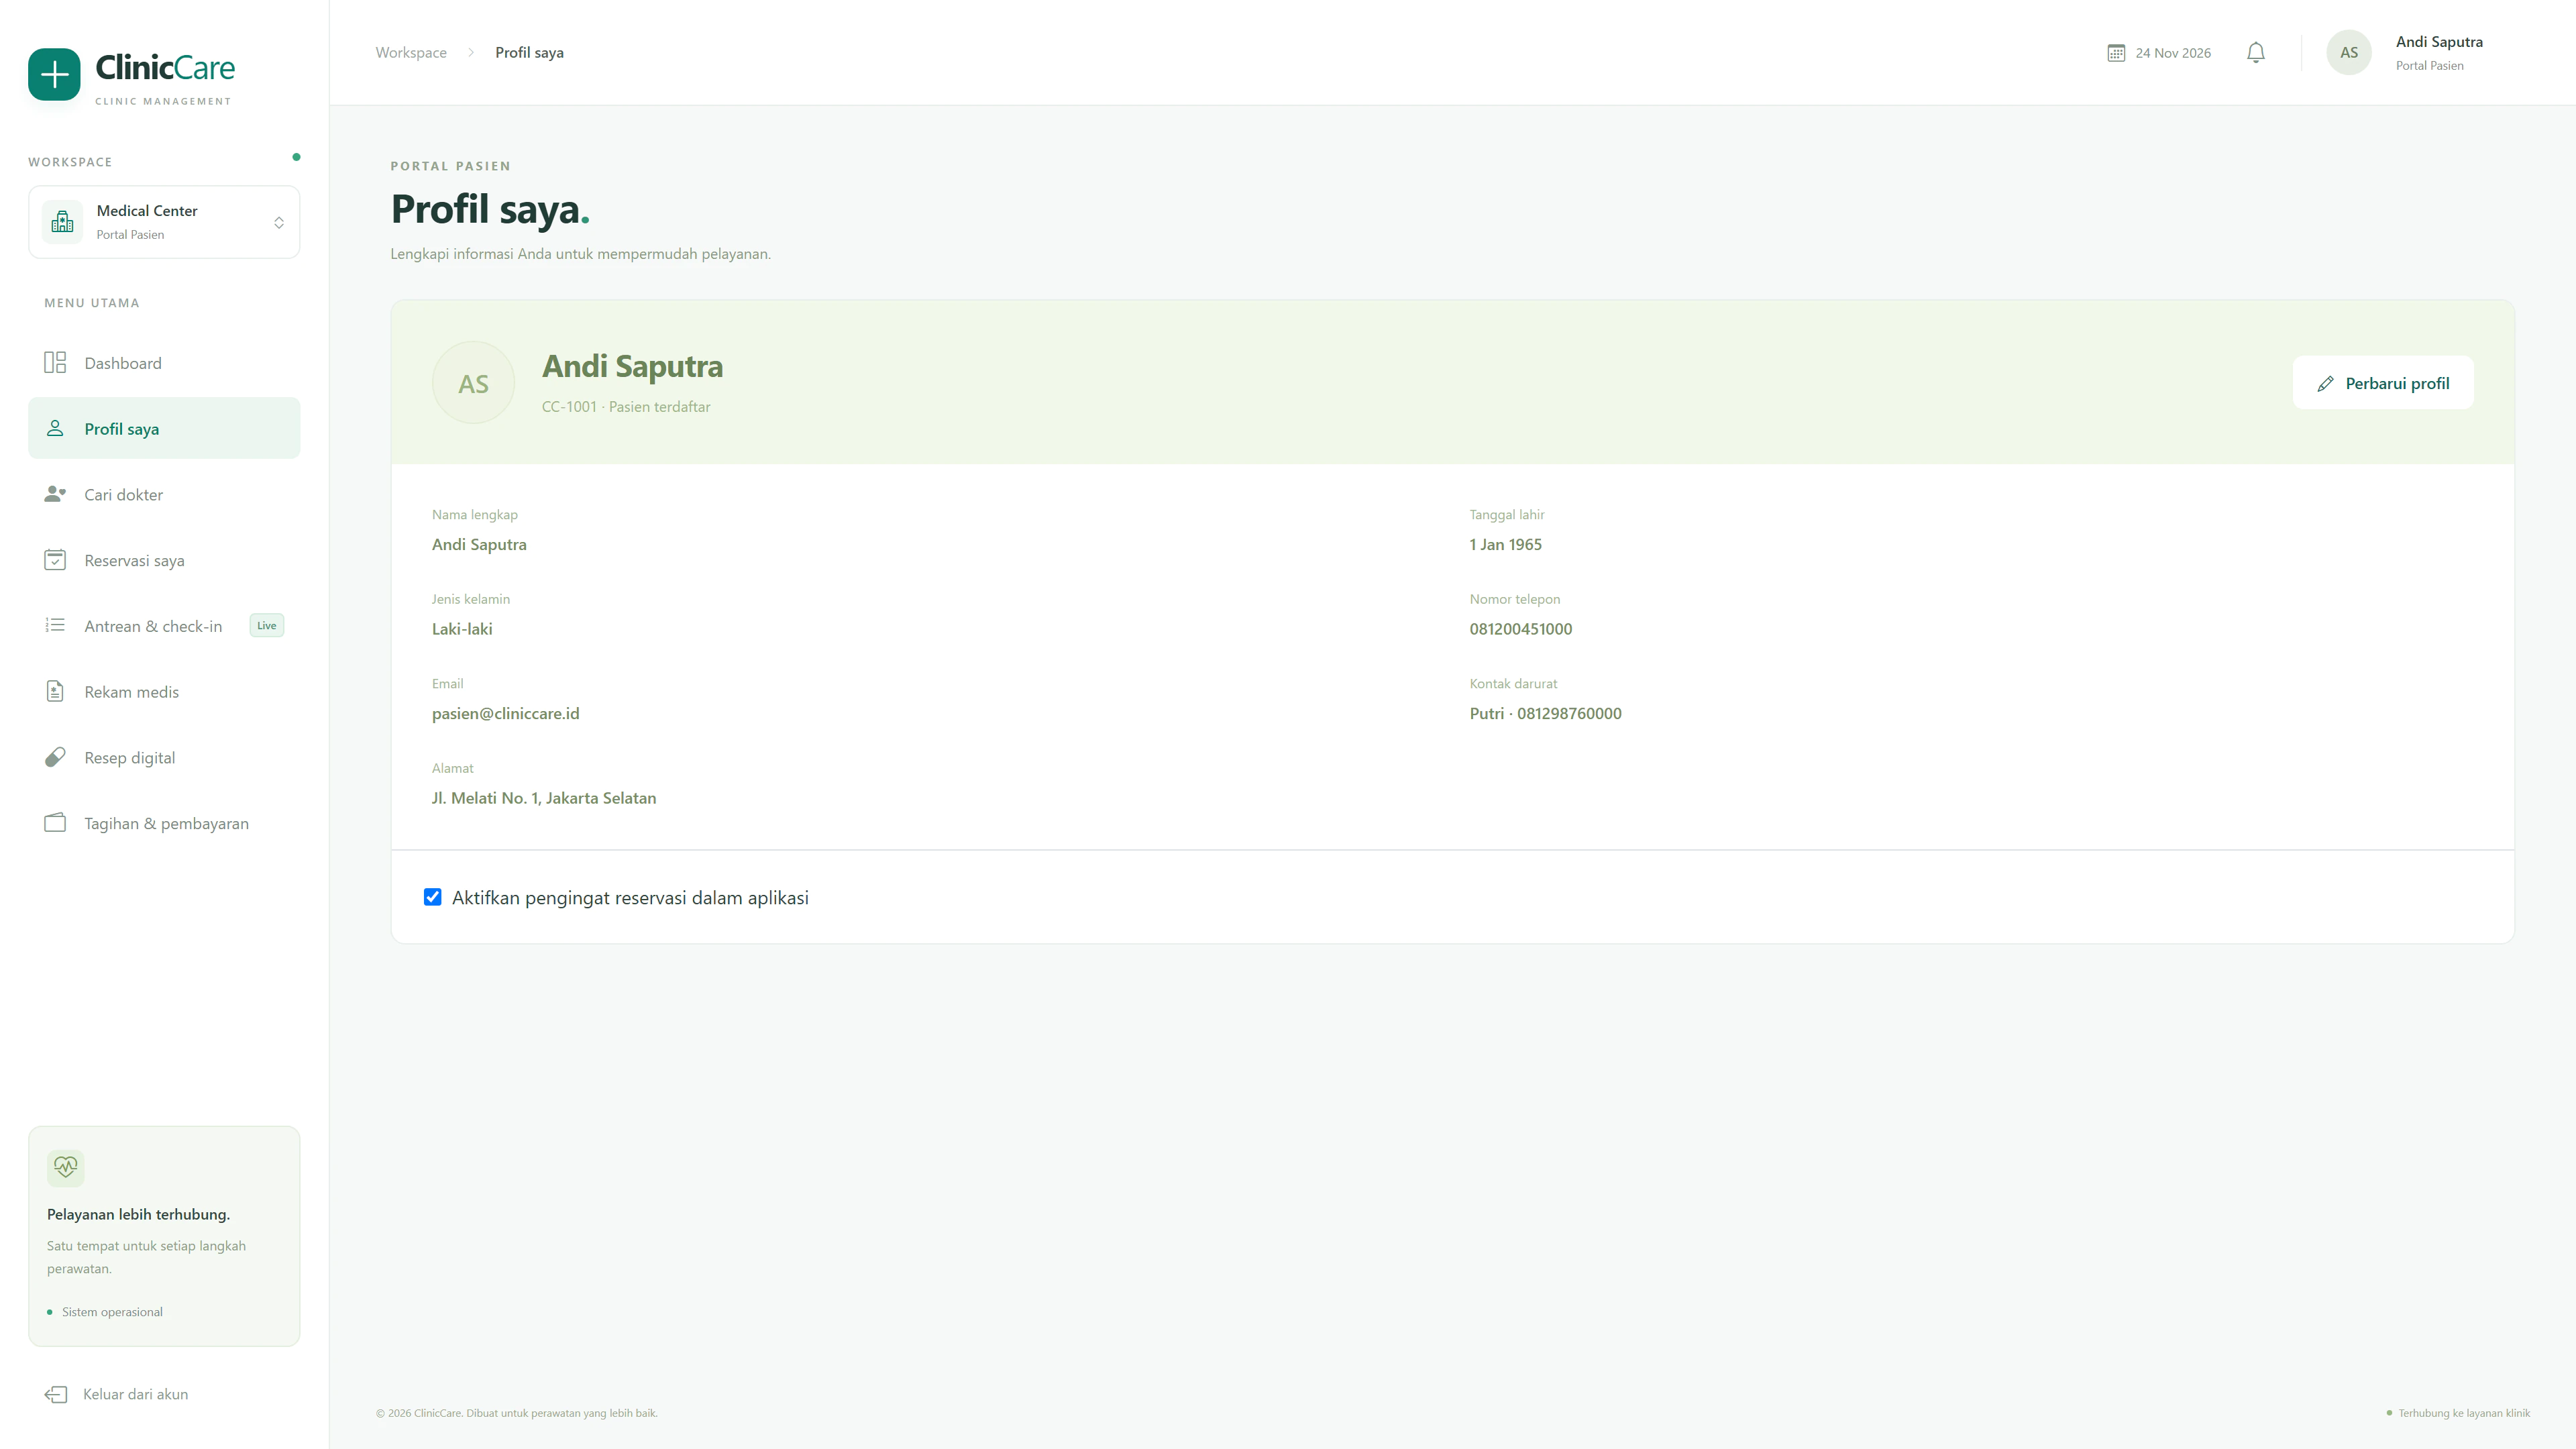 ClinicCare
CLINIC MANAGEMENT
WORKSPACE
Medical Center
Portal Pasien
MENU UTAMA
Dashboard
Profil saya
Cari dokter
Reservasi saya
Antrean & check-in
Live
Rekam medis
Resep digital
Tagihan & pembayaran
Pelayanan lebih terhubung.
Satu tempat untuk setiap langkah
perawatan.
Sistem operasional
Keluar dari akun
Workspace
Profil saya
24 Nov 2026
AS
Andi Saputra
Portal Pasien
PORTAL PASIEN
Profil saya.
Lengkapi informasi Anda untuk mempermudah pelayanan.
AS
Andi Saputra
CC-1001 · Pasien terdaftar
Perbarui profil
Nama lengkap
Andi Saputra
Tanggal lahir
1 Jan 1965
Jenis kelamin
Laki-laki
Nomor telepon
081200451000
Email
pasien@cliniccare.id
Kontak darurat
Putri · 081298760000
Alamat
Jl. Melati No. 1, Jakarta Selatan
Aktifkan pengingat reservasi dalam aplikasi
© 2026 ClinicCare. Dibuat untuk perawatan yang lebih baik.
Terhubung ke layanan klinik